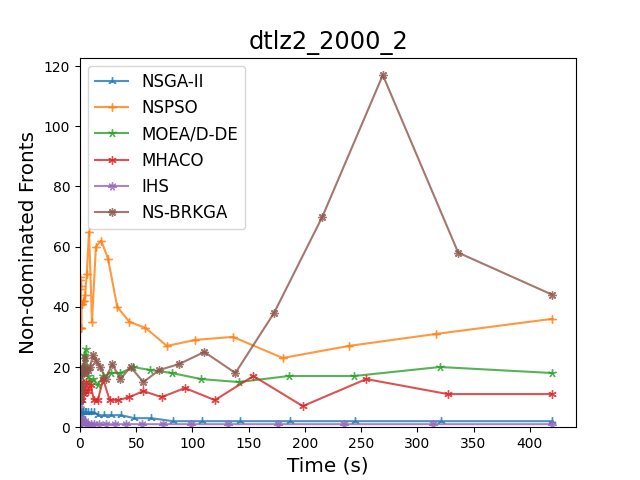 dtlz2_2000_2
Non-dominated Fronts
120
100
80
60
40
20
0
NSGA-II
NSPSO
MOEA/D-DE
MHACO
IHS
NS-BRKGA
0 50 100 150 200 250 300 350 400
Time (s)